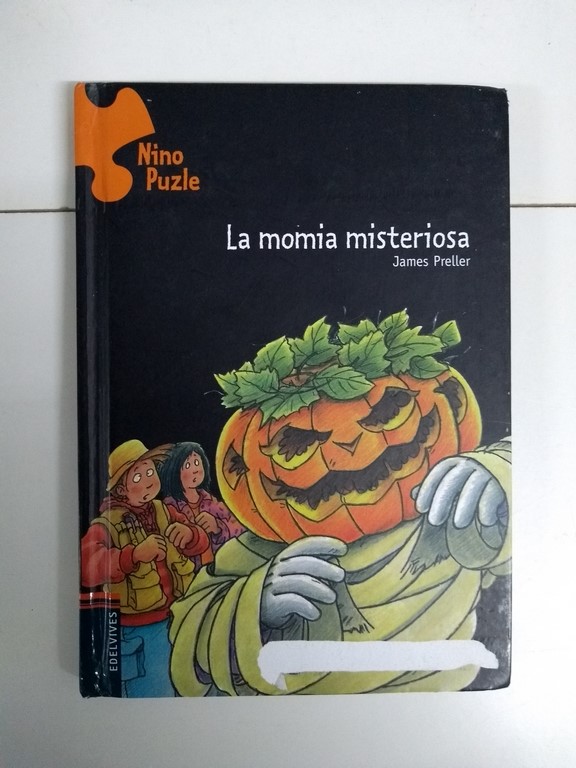 Nino
Puzle
La momia misteriosa
James Preller
EDELVIVES